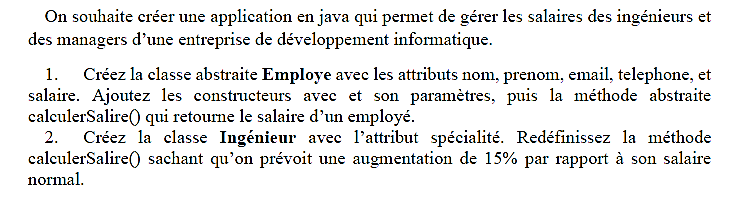 On souhaite créer une application en java qui permet de gérer les salaires des ingénieurs et
des managers d’une entreprise de développement informatique.
1. Créez la classe abstraite Employe avec les attributs nom, prenom, email, telephone, et
salaire. Ajoutez les constructeurs avec et son paramètres, puis la méthode abstraite
calculerSalire() qui retourne le salaire d’un employé.
2. Créez la classe Ingénieur avec l’attribut spécialité. Redéfinissez la méthode
calculerSalire() sachant qu’on prévoit une augmentation de 15% par rapport à son salaire
normal.